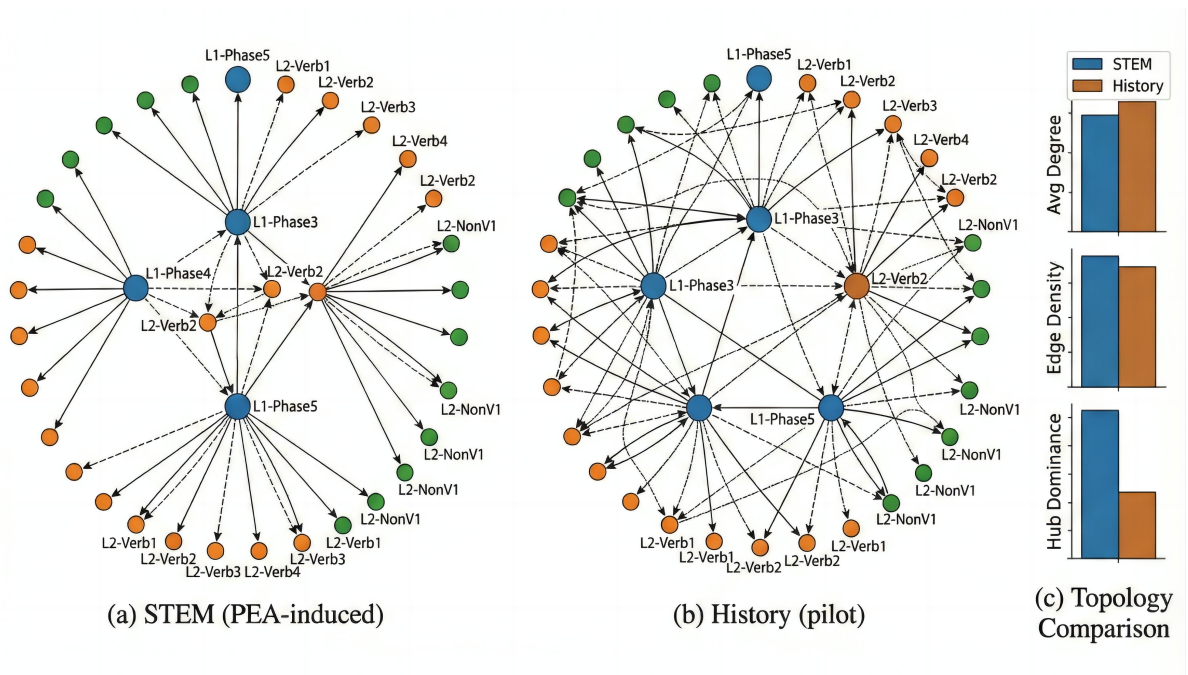 L1-Phase5
L2-Verb1
L2-Verb2
L2-Verb3
L2-Verb4
L2-Verb2
L2-NonV1
L1-Phase3
L1-Phase4
L2-Verb2
L2-Verb2
L1-Phase5
L2-NonV1
L2-NonV1
L2-NonV1
L2-NonV1
L2-Verb1
L2-Verb1
L2-Verb2
L2-Verb3
L2-Verb4
L2-Verb3
(a) STEM (PEA-induced)
L1-Phase5
L2-Verb1
L2-Verb2
L2-Verb3
L2-Verb4
L2-Verb2
L2-NonV1
L1-Phase3
L1-Phase3
L2-Verb2
L1-Phase5
L2-NonV1
L2-NonV1
L2-NonV1
L2-NonV1
L2-Verb1
L2-Verb1
L2-Verb2
L2-Verb2
L2-Verb1
(b) History (pilot)
STEM
History
Avg Degree
Edge Density
Hub Dominance
(c) Topology
Comparison